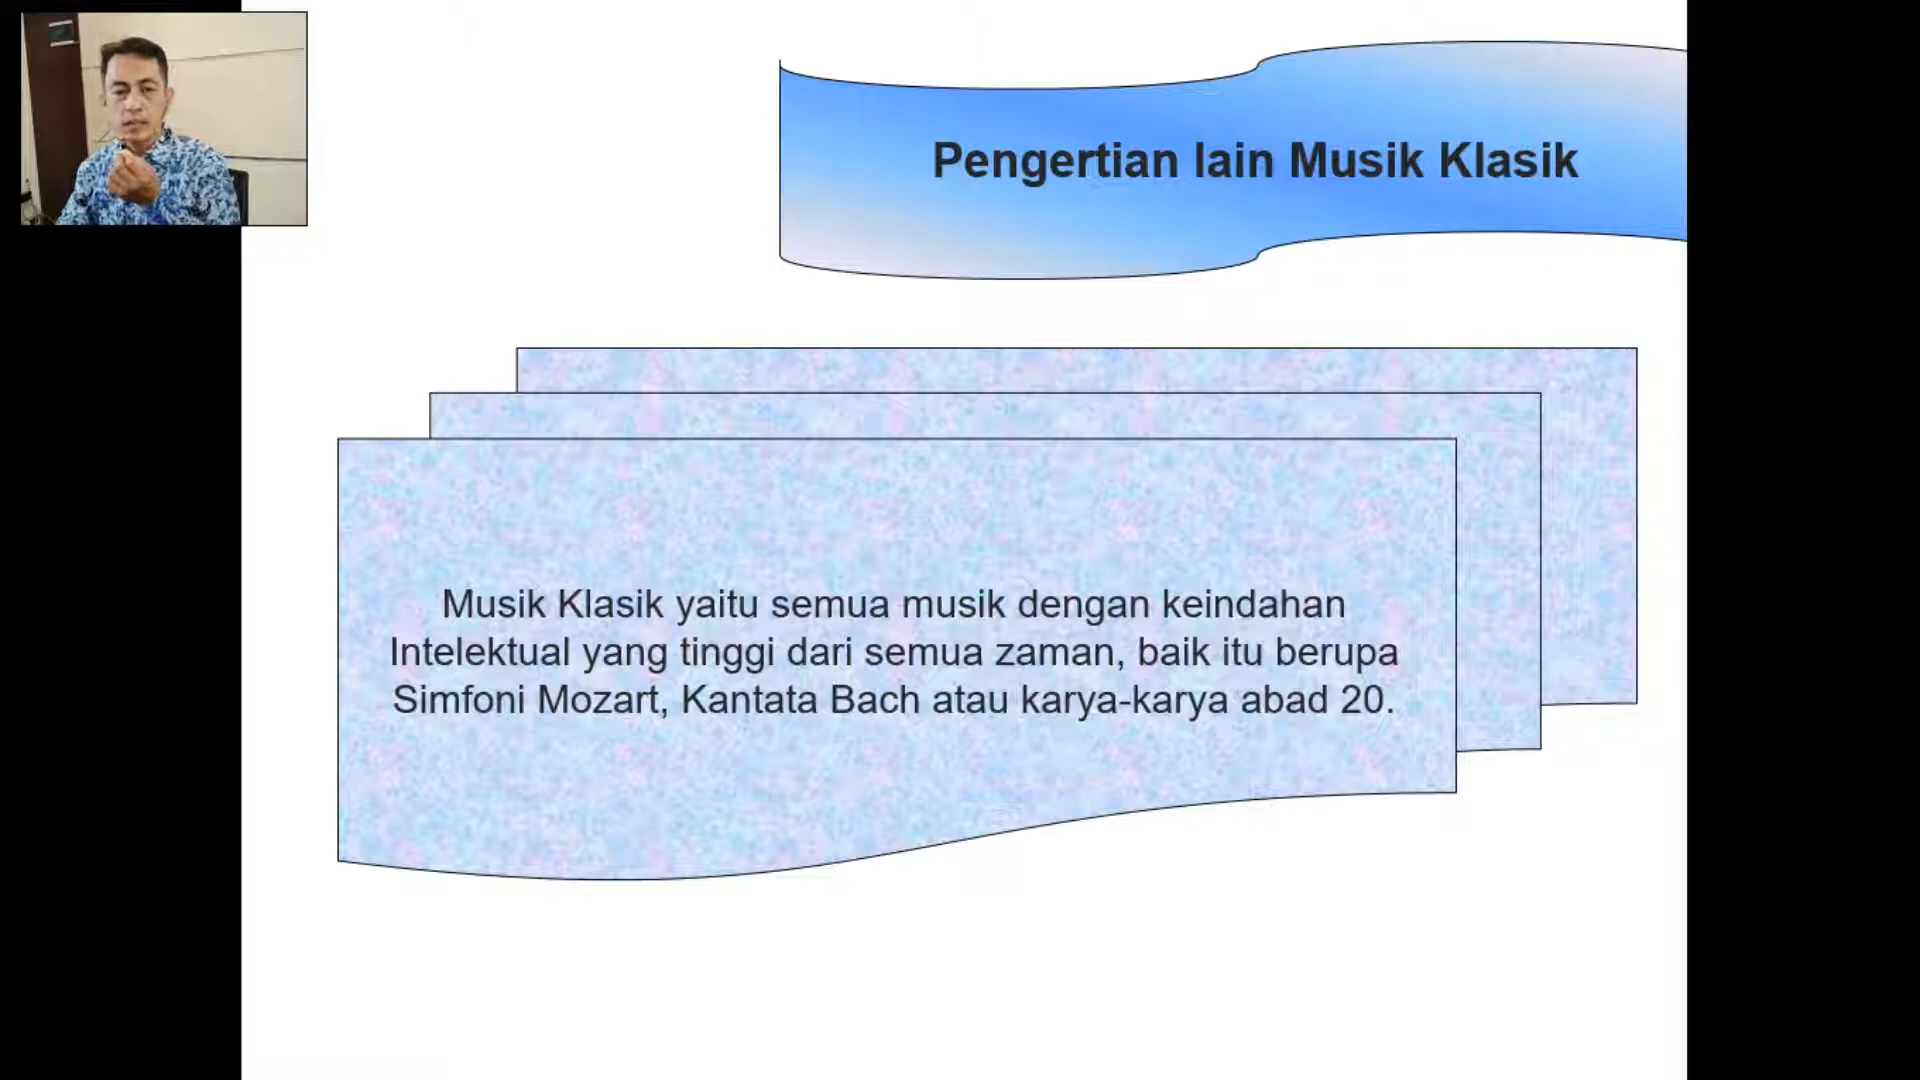 Pengertian lain Musik Klasik
Musik Klasik yaitu semua musik dengan keindahan
Intelektual yang tinggi dari semua zaman, baik itu berupa
Simfoni Mozart, Kantata Bach atau karya-karya abad 20.